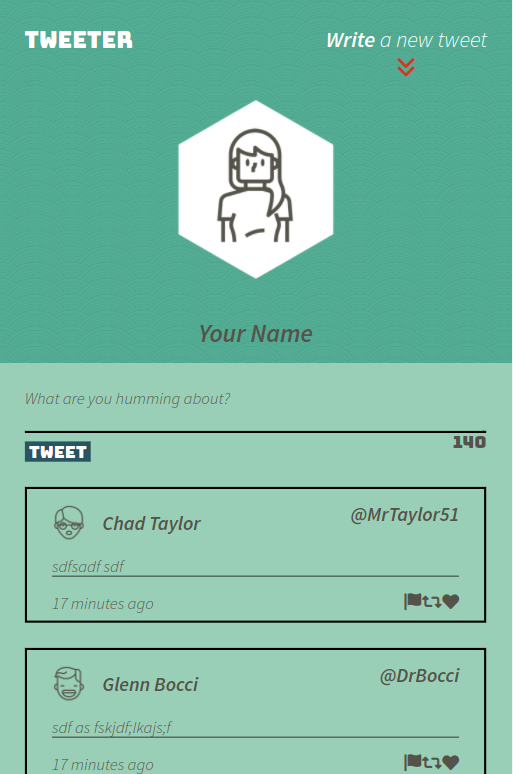 TWEETER
Write a new tweet
Your Name
What are you humming about?
TWEET
140
Chad Taylor
@MrTaylor51
sdfsadf sdf
17 minutes ago
Glenn Bocci
@DrBocci
sdf as fskjdf;lkajs;f
17 minutes ago